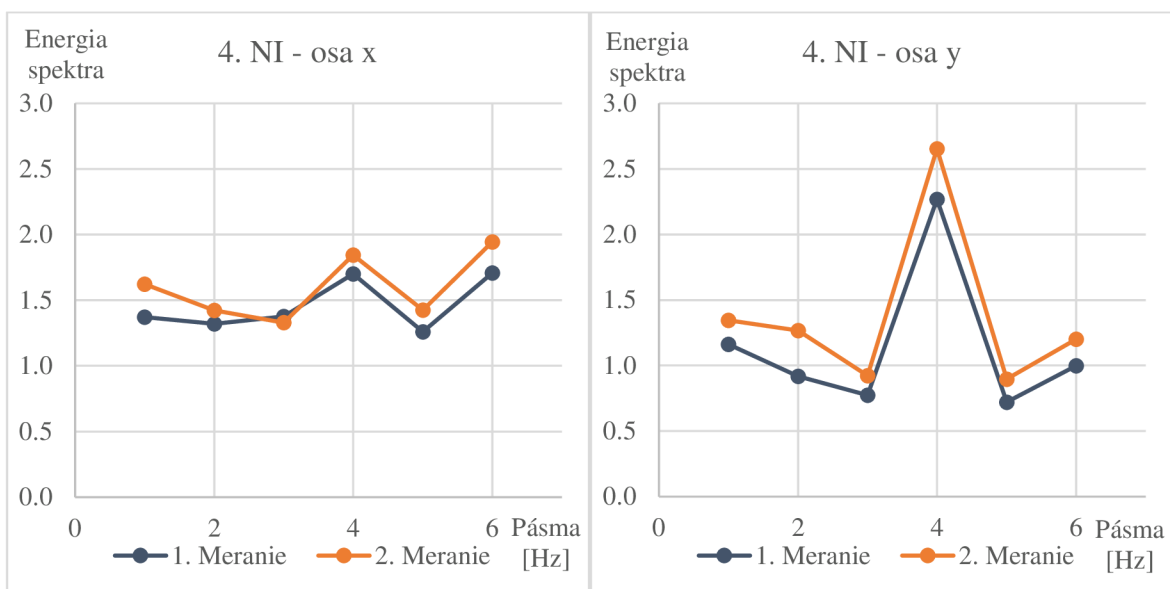 Energia
spektra
4. NI - osa x
3.0
2.5
2.0
1.5
1.0
0.5
0.0
0
2
4
6
Pásma
[Hz]
1. Meranie
2. Meranie
Energia
spektra
4. NI - osa y
3.0
2.5
2.0
1.5
1.0
0.5
0.0
0
2
4
6
Pásma
[Hz]
1. Meranie
2. Meranie